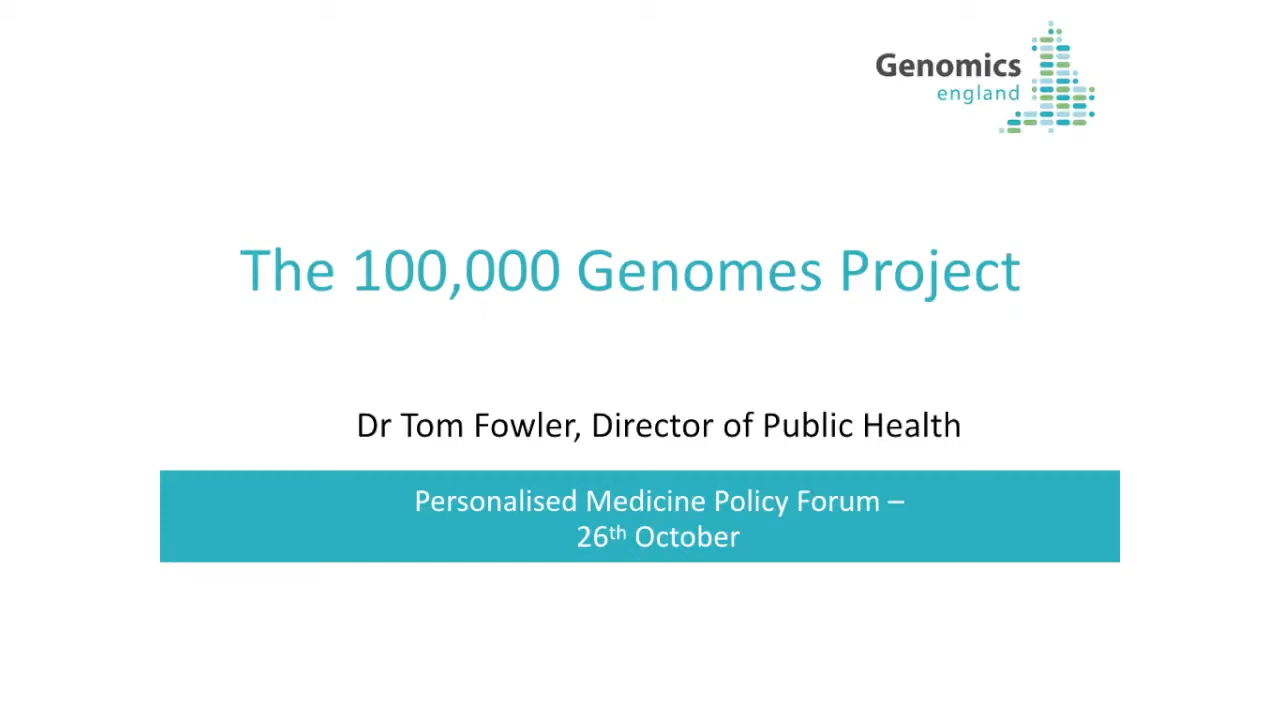 Genomics
england
The 100,000 Genomes Project
Dr Tom Fowler, Director of Public Health
Personalised Medicine Policy Forum –
26th October